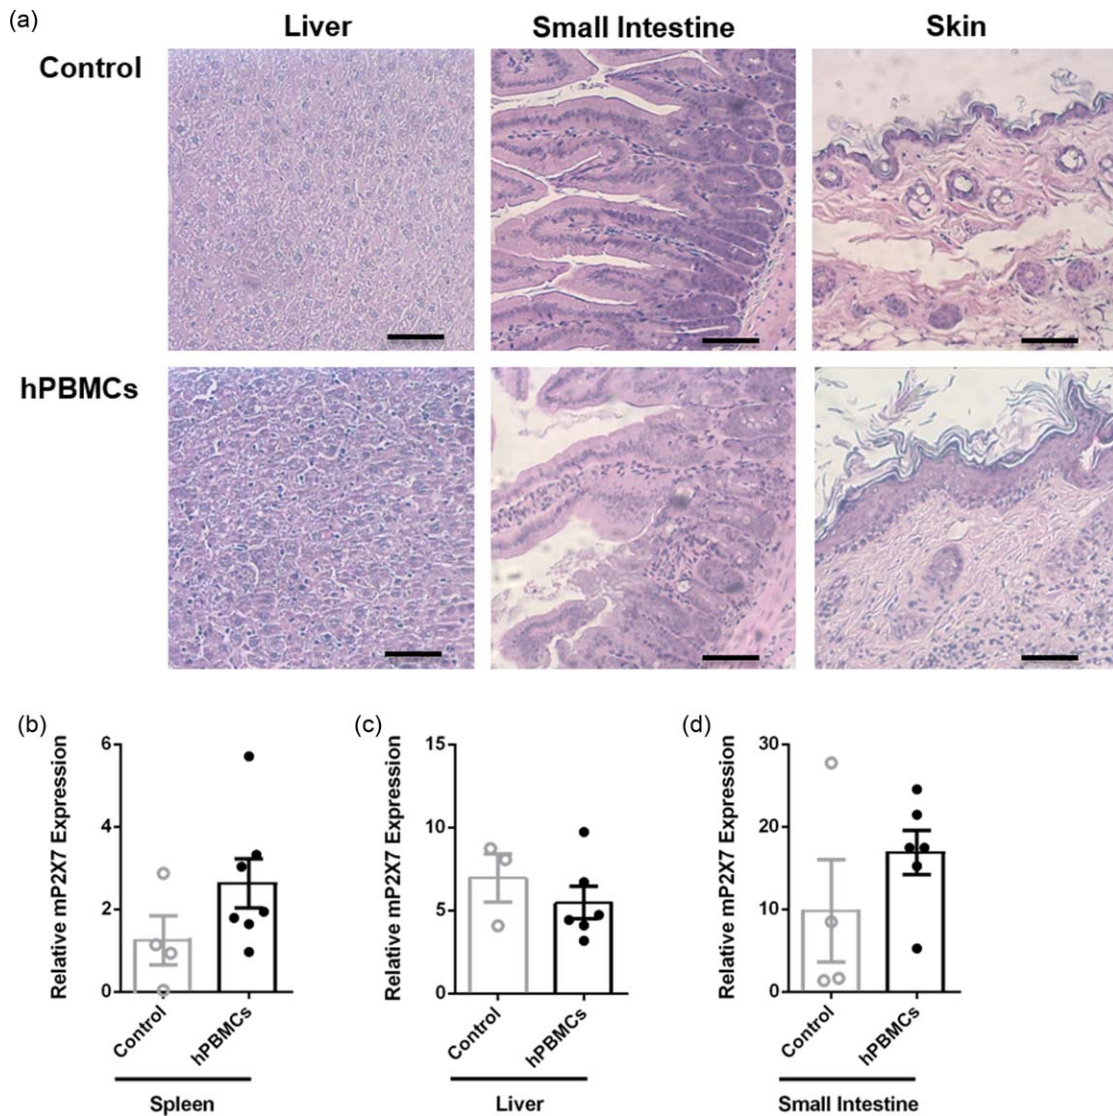 (a)
Liver
Small Intestine
Skin
Control
hPBMCs
(b)
Relative mP2X7 Expression
6
4
2
0
Control
hPBMCs
Spleen
(c)
Relative mP2X7 Expression
15
10
5
0
Control
hPBMCs
Liver
(d)
Relative mP2X7 Expression
30
20
10
0
Control
hPBMCs
Small Intestine